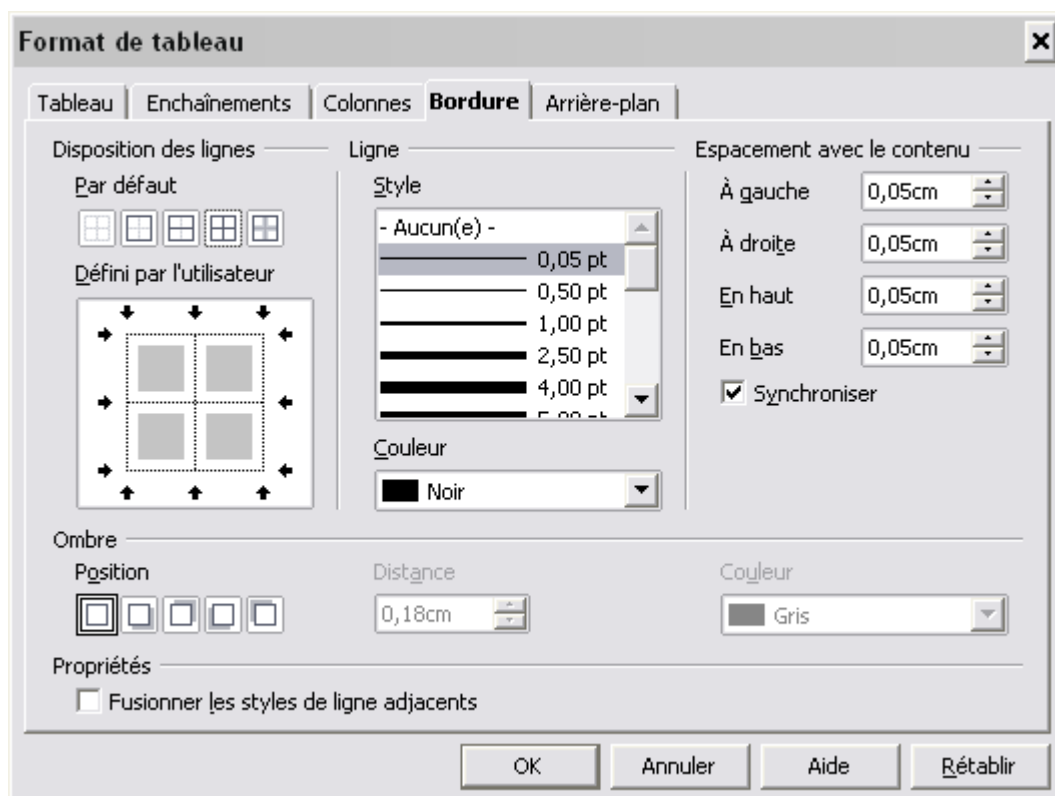 Format de tableau
Tableau
Enchaînements
Colonnes
Bordure
Arrière-plan
Disposition des lignes
Par défaut
Défini par l'utilisateur
Ligne
Style
- Aucun(e) -
0,05 pt
0,50 pt
1,00 pt
2,50 pt
4,00 pt
Couleur
Noir
Espacement avec le contenu
À gauche 0,05cm
À droite 0,05cm
En haut 0,05cm
En bas 0,05cm
Synchroniser
Ombre
Position
Distance
0,18cm
Couleur
Gris
Propriétés
Fusionner les styles de ligne adjacents
OK
Annuler
Aide
Rétablir